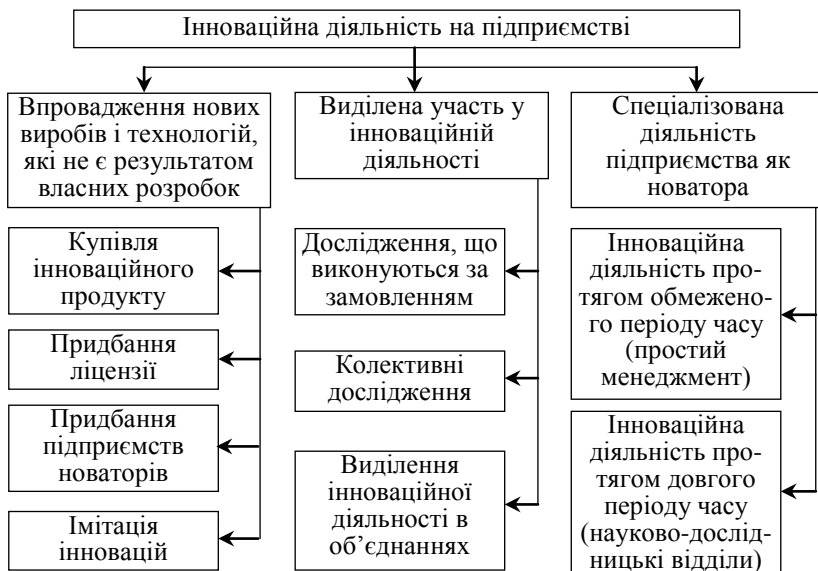 Інноваційна діяльність на підприємстві
Впровадження нових
виробів і технологій,
які не є результатом
власних розробок
Купівля
інноваційного
продукту
Придбання
ліцензії
Придбання
підприємств
новаторів
Імітація
інновацій
Виділена участь у
інноваційній
діяльності
Дослідження, що
виконуються за
замовленням
Колективні
дослідження
Виділення
інноваційної
діяльності в
об’єднаннях
Спеціалізована
діяльність
підприємства як
новатора
Інноваційна
діяльність про-
тягом обмежено-
го періоду часу
(простий
менеджмент)
Інноваційна
діяльність про-
тягом довгого
періоду часу
(науково-дослід-
ницькі відділи)